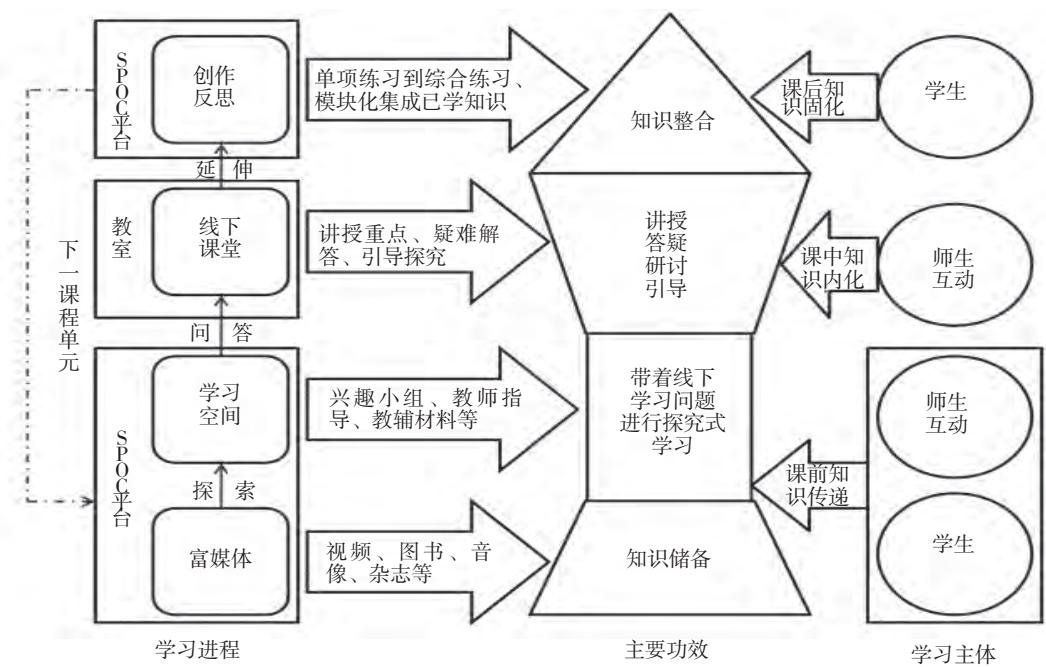 SPOC平台
创作
反思
单项练习到综合练习、
模块化集成已学知识
知识整合
课后知
识固化
学生
延 伸
教室
线下
课堂
讲授重点、疑难解
答、引导探究
讲授
答疑
研讨
引导
课中知
识内化
师生
互动
下一课程单元
问 答
SPOC平台
学习
空间
兴趣小组、教师指
导、教辅材料等
带着线下
学习问题
进行探究式
学习
师生
互动
课前知
识传递
探 索
富媒体
视频、图书、音
像、杂志等
知识储备
学生
学习进程
主要功效
学习主体